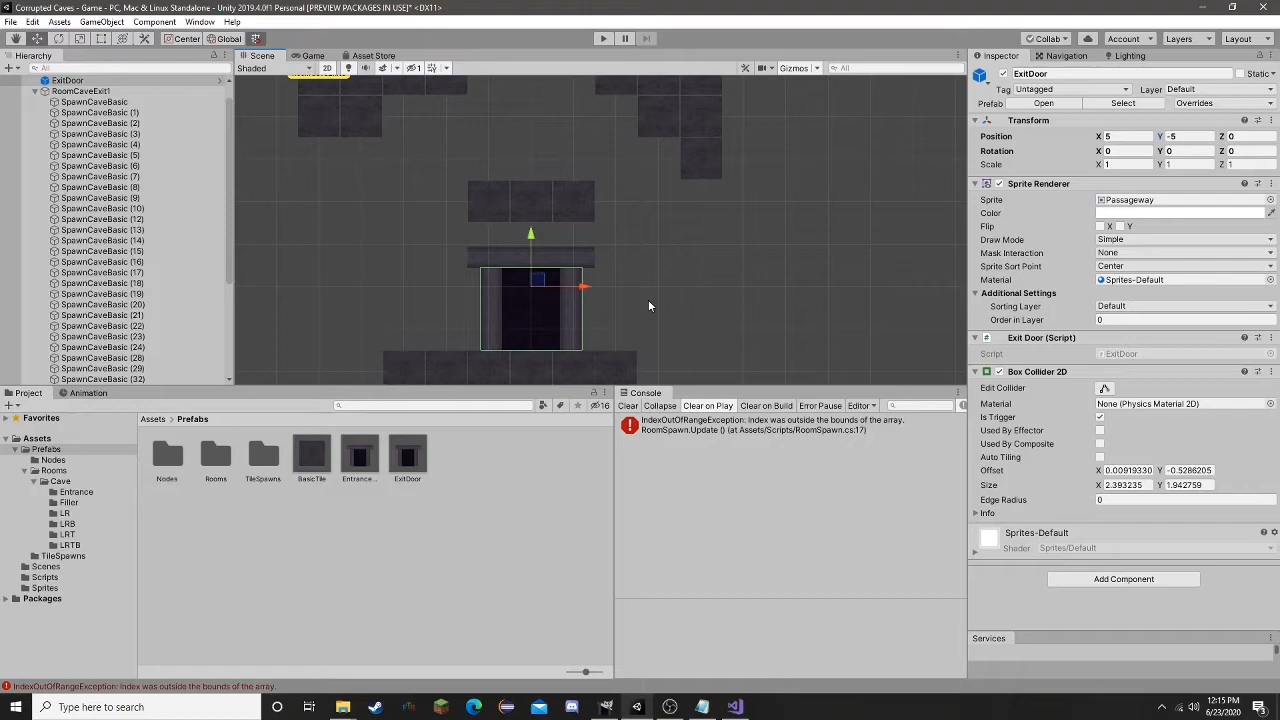 Corrupted Caves - Game - PC, Mac & Linux Standalone - Unity 2019.4.0f1 Personal [PREVIEW PACKAGES IN USE]* <DX11>
File Edit Assets GameObject Component Window Help
Center Global Collab Account Layers Layout
Hierarchy Scene Game Asset Store Inspector Navigation Lighting
All Shaded 2D 1 Gizmos All
ExitDoor
RoomCaveExit1
SpawnCaveBasic
SpawnCaveBasic (1)
SpawnCaveBasic (2)
SpawnCaveBasic (3)
SpawnCaveBasic (4)
SpawnCaveBasic (5)
SpawnCaveBasic (6)
SpawnCaveBasic (7)
SpawnCaveBasic (8)
SpawnCaveBasic (9)
SpawnCaveBasic (10)
SpawnCaveBasic (12)
SpawnCaveBasic (13)
SpawnCaveBasic (14)
SpawnCaveBasic (15)
SpawnCaveBasic (16)
SpawnCaveBasic (17)
SpawnCaveBasic (18)
SpawnCaveBasic (19)
SpawnCaveBasic (20)
SpawnCaveBasic (21)
SpawnCaveBasic (22)
SpawnCaveBasic (23)
SpawnCaveBasic (24)
SpawnCaveBasic (28)
SpawnCaveBasic (29)
SpawnCaveBasic (32)
ExitDoor Static
Tag Untagged Layer Default
Prefab Open Select Overrides
Transform
Position X 5 Y -5 Z 0
Rotation X 0 Y 0 Z 0
Scale X 1 Y 1 Z 1
Sprite Renderer
Sprite Passageway
Color
Flip X Y
Draw Mode Simple
Mask Interaction None
Sprite Sort Point Center
Material Sprites-Default
Additional Settings
Sorting Layer Default
Order in Layer 0
Exit Door (Script)
Script ExitDoor
Box Collider 2D
Edit Collider
Material None (Physics Material 2D)
Is Trigger
Used By Effector
Used By Composite
Auto Tiling
Offset X 0.00919330 Y -0.5286205
Size X 2.393235 Y 1.942759
Edge Radius 0
Info
Sprites-Default
Shader Sprites/Default
Add Component
Services
Project Animation
16
Favorites
Assets
Prefabs
Nodes
Rooms
Cave
Entrance
Filler
LR
LRB
LRT
LRTB
TileSpawns
Scenes
Scripts
Sprites
Packages
Assets > Prefabs
Nodes Rooms TileSpawns BasicTile Entrance... ExitDoor
Console
Clear Collapse Clear on Play Clear on Build Error Pause Editor
IndexOutOfRangeException: Index was outside the bounds of the array.
RoomSpawn.Update () (at Assets/Scripts/RoomSpawn.cs:17)
IndexOutOfRangeException: Index was outside the bounds of the array.
Type here to search
12:15 PM
6/23/2020